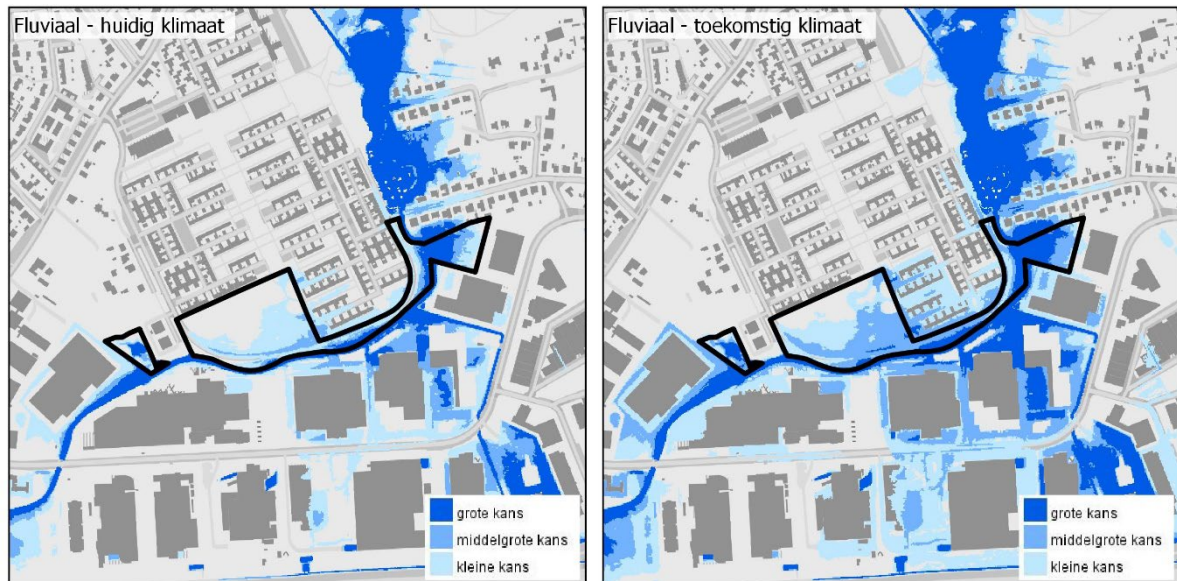 Fluviaal - huidig klimaat
grote kans
middelgrote kans
kleine kans
Fluviaal - toekomstig klimaat
grote kans
middelgrote kans
kleine kans